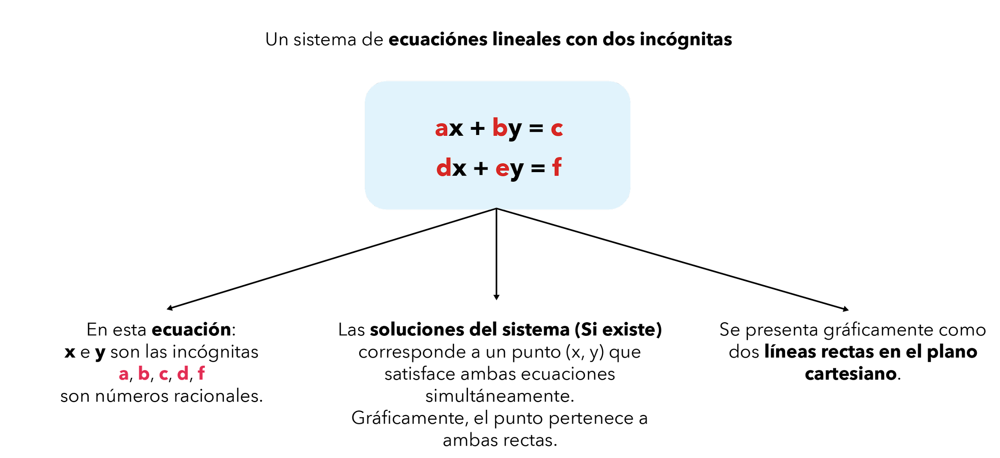 Un sistema de ecuaciónes lineales con dos incógnitas
ax + by = c
dx + ey = f
En esta ecuación:
x e y son las incógnitas
a, b, c, d, f
son números racionales.
Las soluciones del sistema (Si existe)
corresponde a un punto (x, y) que
satisface ambas ecuaciones
simultáneamente.
Gráficamente, el punto pertenece a
ambas rectas.
Se presenta gráficamente como
dos líneas rectas en el plano
cartesiano.